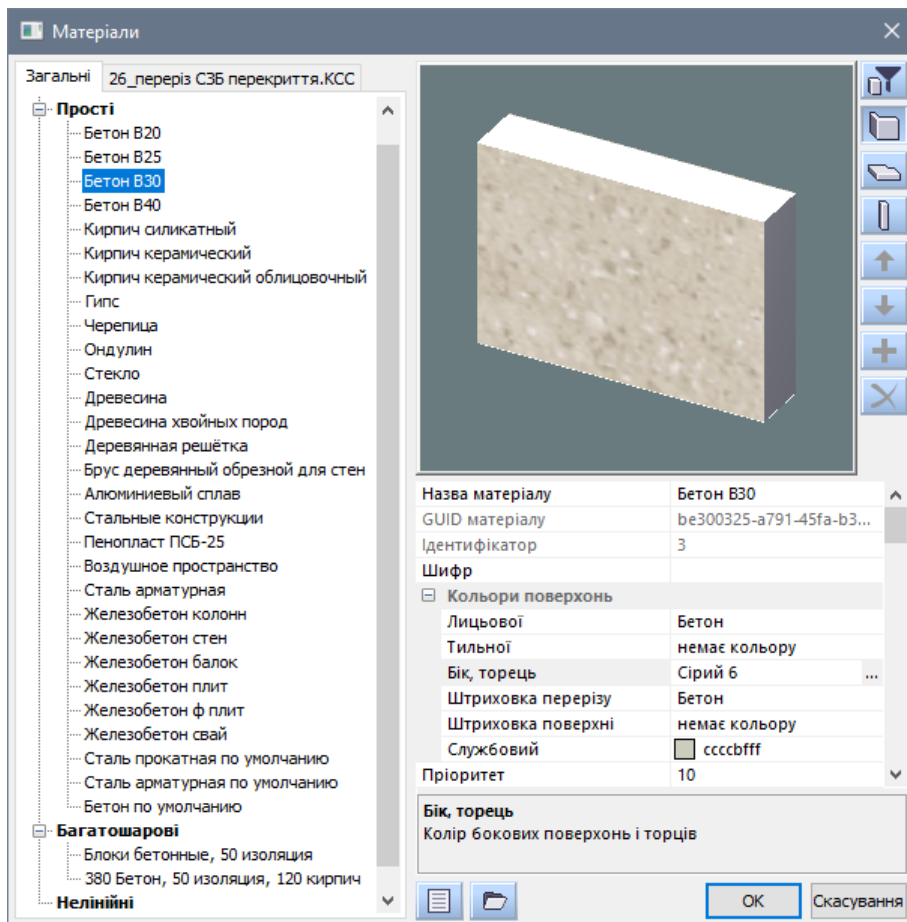 Матеріали
Загальні
26_переріз СЗБ перекриття.КСС
Прості
Бетон В20
Бетон В25
Бетон В30
Бетон В40
Кирпич силикатный
Кирпич керамический
Кирпич керамический облицовочный
Гипс
Черепица
Ондулин
Стекло
Древесина
Древесина хвойных пород
Деревянная решётка
Брус деревянный обрезной для стен
Алюминиевый сплав
Стальные конструкции
Пенопласт ПСБ-25
Воздушное пространство
Сталь арматурная
Железобетон колонн
Железобетон стен
Железобетон балок
Железобетон плит
Железобетон ф плит
Железобетон свай
Сталь прокатная по умолчанию
Сталь арматурная по умолчанию
Бетон по умолчанию
Багатошарові
Блоки бетонные, 50 изоляция
380 Бетон, 50 изоляция, 120 кирпич
Нелінійні
Назва матеріалу Бетон В30
GUID матеріалу be300325-a791-45fa-b3...
Ідентифікатор 3
Шифр
Кольори поверхонь
Лицьової Бетон
Тильної немає кольору
Бік, торець Сірий 6 ...
Штриховка перерізу Бетон
Штриховка поверхні немає кольору
Службовий ccccbfff
Пріоритет 10
Бік, торець
Колір бокових поверхонь і торців
ОК
Скасування